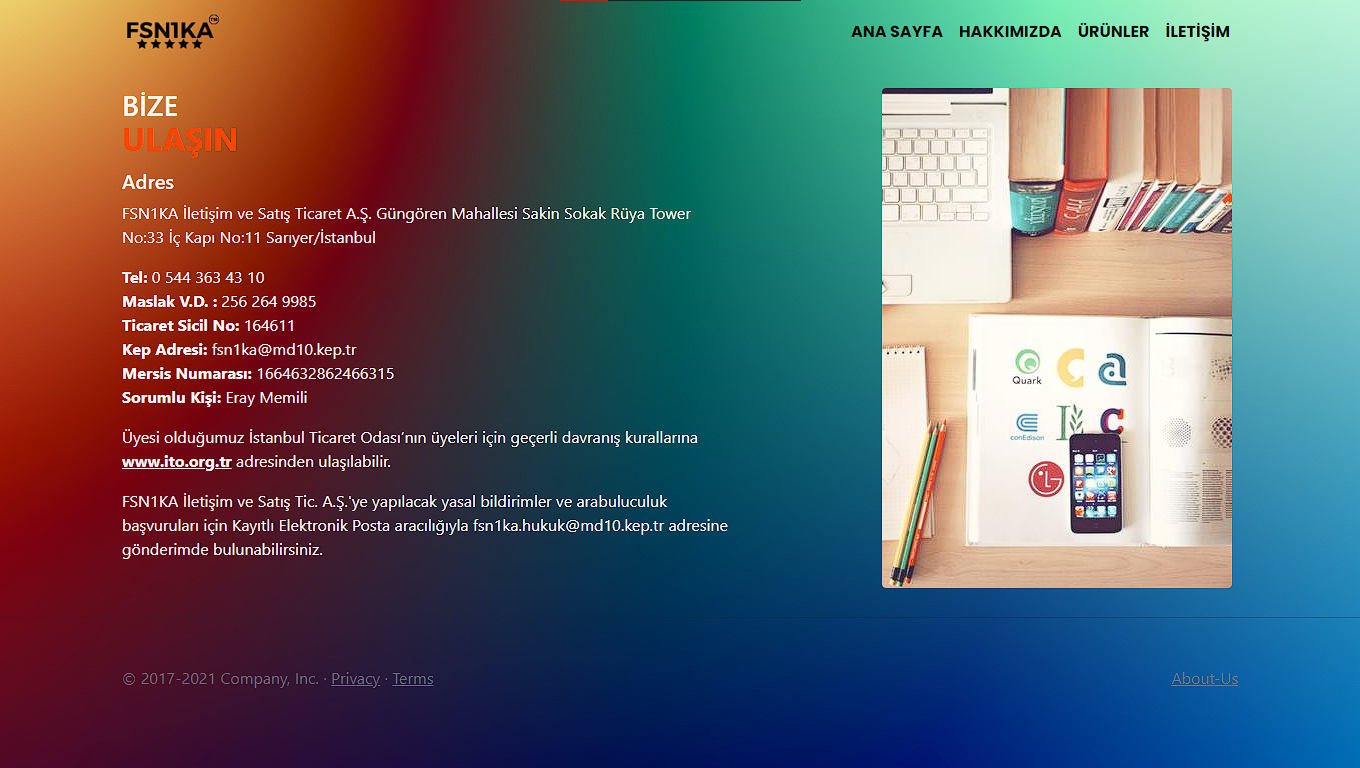 FSN1KA TM
ANA SAYFA HAKKIMIZDA ÜRÜNLER İLETİŞİM
BİZE
ULAŞIN
Adres
FSN1KA İletişim ve Satış Ticaret A.Ş. Güngören Mahallesi Sakin Sokak Rüya Tower
No:33 İç Kapı No:11 Sarıyer/İstanbul
Tel: 0 544 363 43 10
Maslak V.D. : 256 264 9985
Ticaret Sicil No: 164611
Kep Adresi: fsn1ka@md10.kep.tr
Mersis Numarası: 1664632862466315
Sorumlu Kişi: Eray Memili
Üyesi olduğumuz İstanbul Ticaret Odası’nın üyeleri için geçerli davranış kurallarına
www.ito.org.tr adresinden ulaşılabilir.
FSN1KA İletişim ve Satış Tic. A.Ş.'ye yapılacak yasal bildirimler ve arabuluculuk
başvuruları için Kayıtlı Elektronik Posta aracılığıyla fsn1ka.hukuk@md10.kep.tr adresine
gönderimde bulunabilirsiniz.
Quark
conEdison
LG
© 2017-2021 Company, Inc. · Privacy · Terms
About-Us